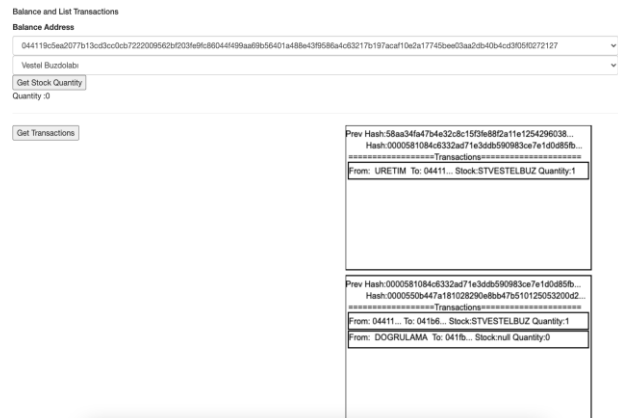 Balance and List Transactions
Balance Address
044119c5ea2077b13cd3cc0cb7222009562bf203fe9fc86044f499aa69b56401a488e43f9586a4c63217b197acaf10e2a17745bee03aa2db40b4cd3f05f0272127
Vestel Buzdolabı
Get Stock Quantity
Quantity :0
Get Transactions
Prev Hash:58aa34fa47b4e32c8c15f3fe88f2a11e1254296038...
Hash:0000581084c6332ad71e3ddb590983ce7e1d0d85fb...
==================Transactions=====================
From: URETIM To: 04411... Stock:STVESTELBUZ Quantity:1
Prev Hash:0000581084c6332ad71e3ddb590983ce7e1d0d85fb...
Hash:0000550b447a181028290e8bb47b510125053200d2...
==================Transactions=====================
From: 04411... To: 041b6... Stock:STVESTELBUZ Quantity:1
From: DOGRULAMA To: 041fb... Stock:null Quantity:0